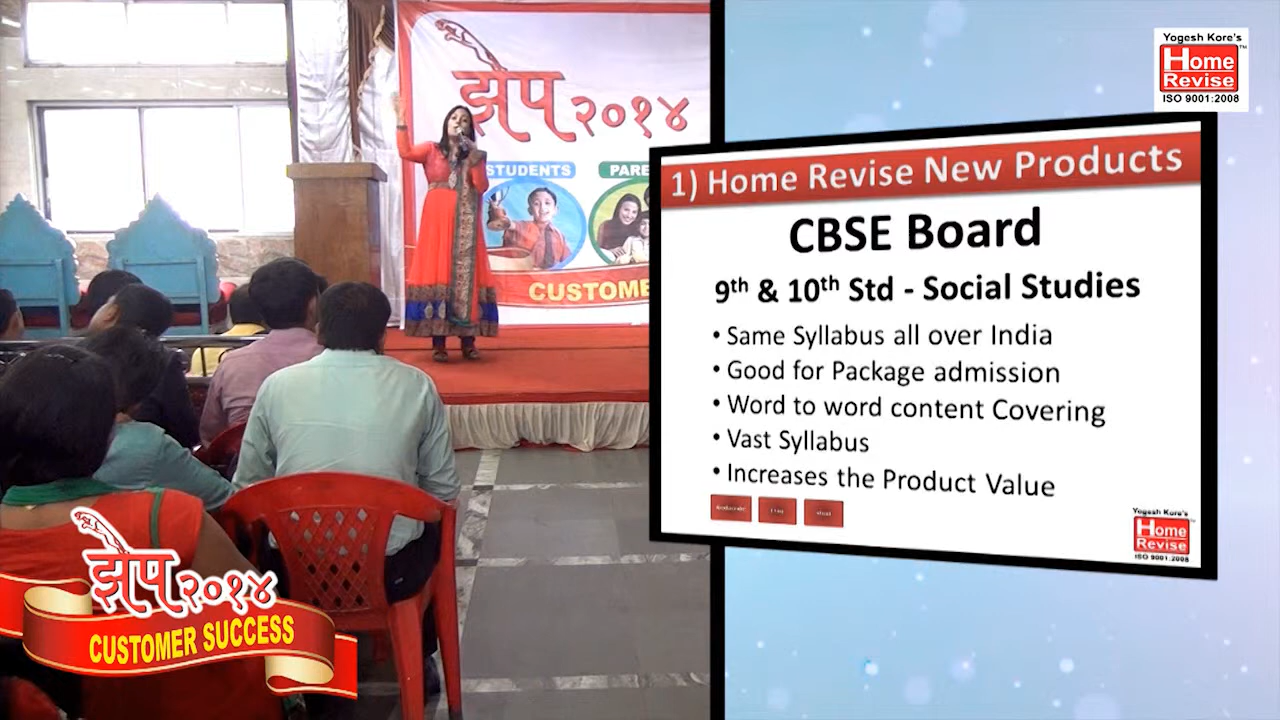 झेप २०१४
STUDENTS
PARE
CUSTOME
झेप २०१४
CUSTOMER SUCCESS
Yogesh Kore's
Home
Revise
TM
ISO 9001:2008
1) Home Revise New Products
CBSE Board
9th & 10th Std - Social Studies
• Same Syllabus all over India
• Good for Package admission
• Word to word content Covering
• Vast Syllabus
• Increases the Product Value
Yogesh Kore's
Home
Revise
ISO 9001:2008